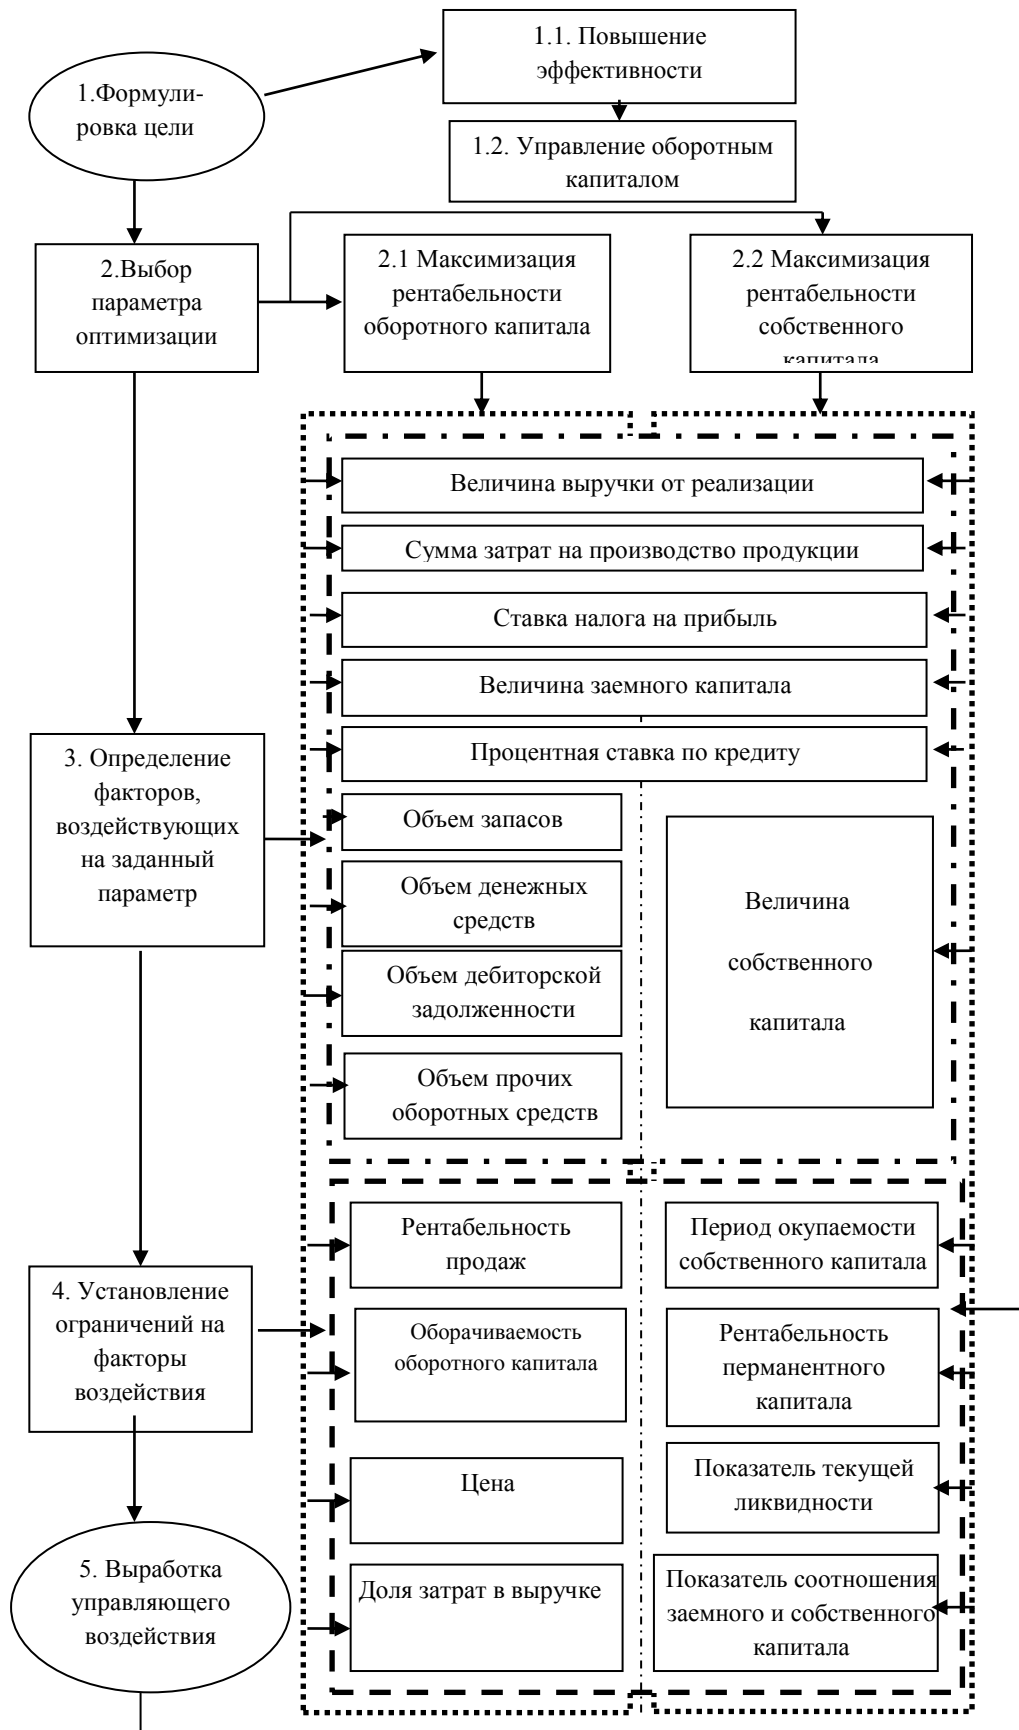 1.1. Повышение
эффективности
1.Формули-
ровка цели
1.2. Управление оборотным
капиталом
2.Выбор
параметра
оптимизации
2.1 Максимизация
рентабельности
оборотного капитала
2.2 Максимизация
рентабельности
собственного
капитала
Величина выручки от реализации
Сумма затрат на производство продукции
Ставка налога на прибыль
Величина заемного капитала
Процентная ставка по кредиту
3. Определение
факторов,
воздействующих
на заданный
параметр
Объем запасов
Объем денежных
средств
Объем дебиторской
задолженности
Объем прочих
оборотных средств
Величина
собственного
капитала
4. Установление
ограничений на
факторы
воздействия
Рентабельность
продаж
Период окупаемости
собственного капитала
Оборачиваемость
оборотного капитала
Рентабельность
перманентного
капитала
Цена
Показатель текущей
ликвидности
5. Выработка
управляющего
воздействия
Доля затрат в выручке
Показатель соотношения
заемного и собственного
капитала